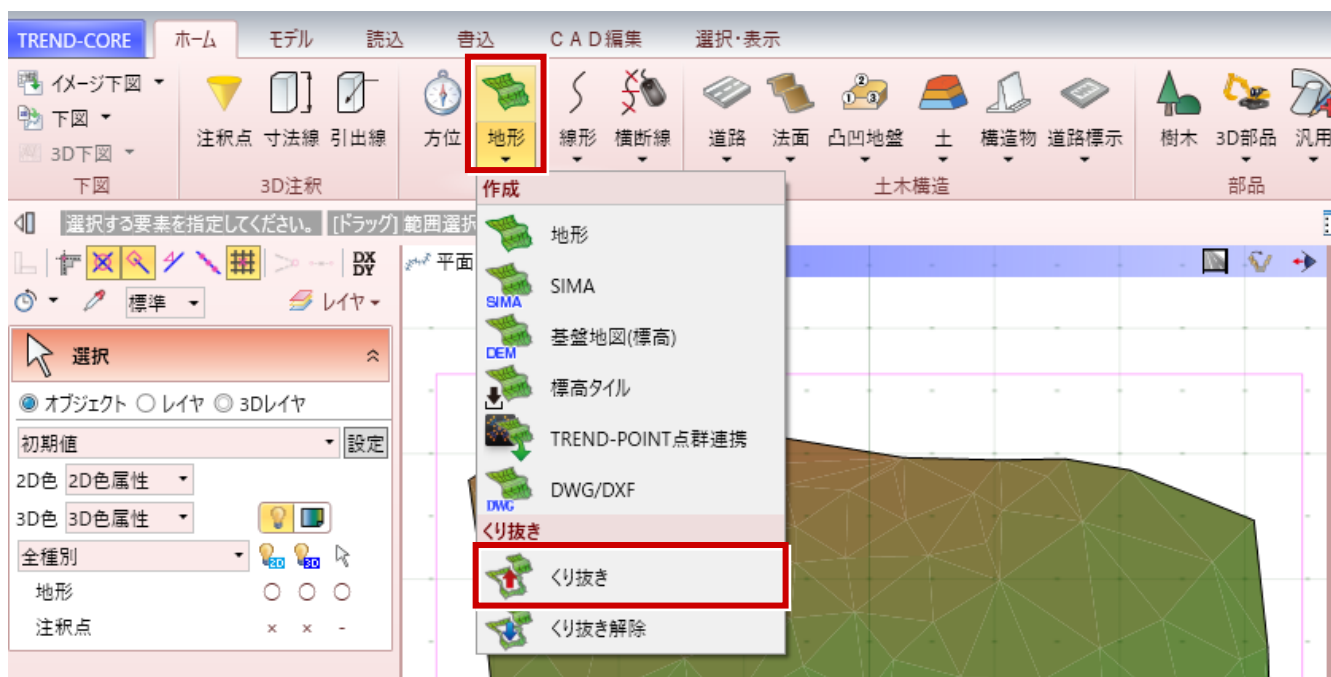 TREND-CORE ホーム モデル 読込 書込 CAD編集 選択・表示
イメージ下図
下図
3D下図
注釈点 寸法線 引出線 方位 地形 線形 横断線 道路 法面 凸凹地盤 土 構造物 道路標示 樹木 3D部品 汎用
下図 3D注釈 土木構造 部品
選択する要素を指定してください。 [ドラッグ] 範囲選択
DX
DY
平面
標準 レイヤ
選択
オブジェクト レイヤ 3Dレイヤ
初期値 設定
2D色 2D色属性
3D色 3D色属性
全種別 2D 3D
地形 ○ ○ ○
注釈点 × × -
作成
地形
SIMA SIMA
DEM 基盤地図(標高)
標高タイル
TREND-POINT点群連携
DWG DWG/DXF
くり抜き
くり抜き
くり抜き解除